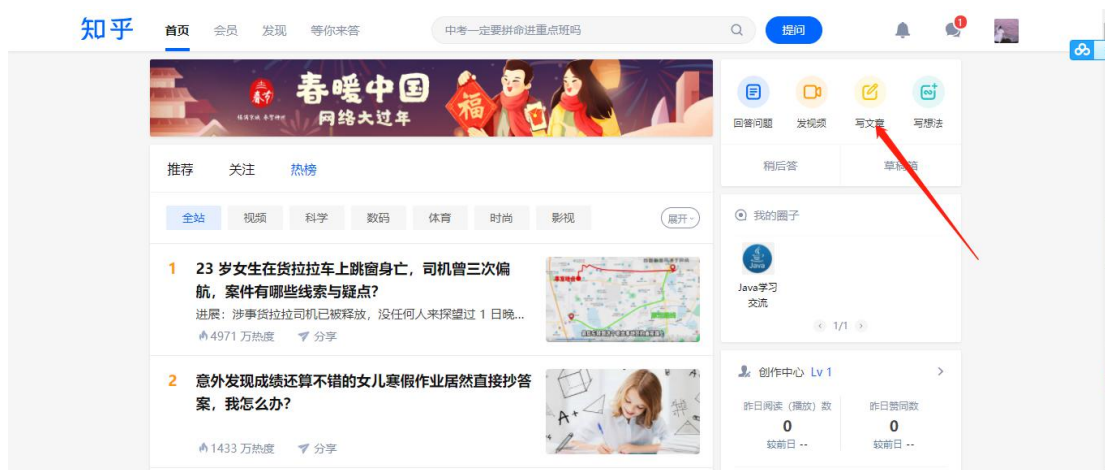 知乎 首页 会员 发现 等你来答 中考一定要拼命进重点班吗 提问 1
春节
春暖中国
网络大过年
福
回答问题 发视频 写文章 写想法
稍后答 草稿箱
推荐 关注 热榜
全站 视频 科学 数码 体育 时尚 影视 展开
我的圈子
Java
Java学习
交流
1/1
1 23 岁女生在货拉拉车上跳窗身亡，司机曾三次偏
航，案件有哪些线索与疑点？
进展：涉事货拉拉司机已被释放，没任何人来探望过 1 日晚...
4971 万热度 分享
创作中心 Lv 1
昨日阅读（播放）数 昨日赞同数
0 0
较前日 -- 较前日 --
2 意外发现成绩还算不错的女儿寒假作业居然直接抄答
案，我怎么办？
A+
1433 万热度 分享